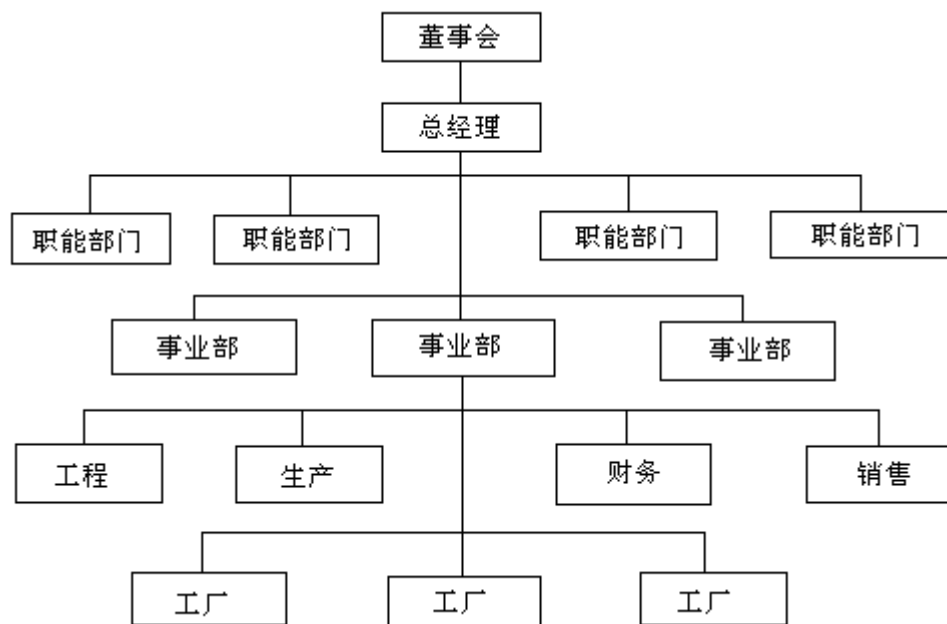 董事会
总经理
职能部门
职能部门
职能部门
职能部门
事业部
事业部
事业部
工程
生产
财务
销售
工厂
工厂
工厂